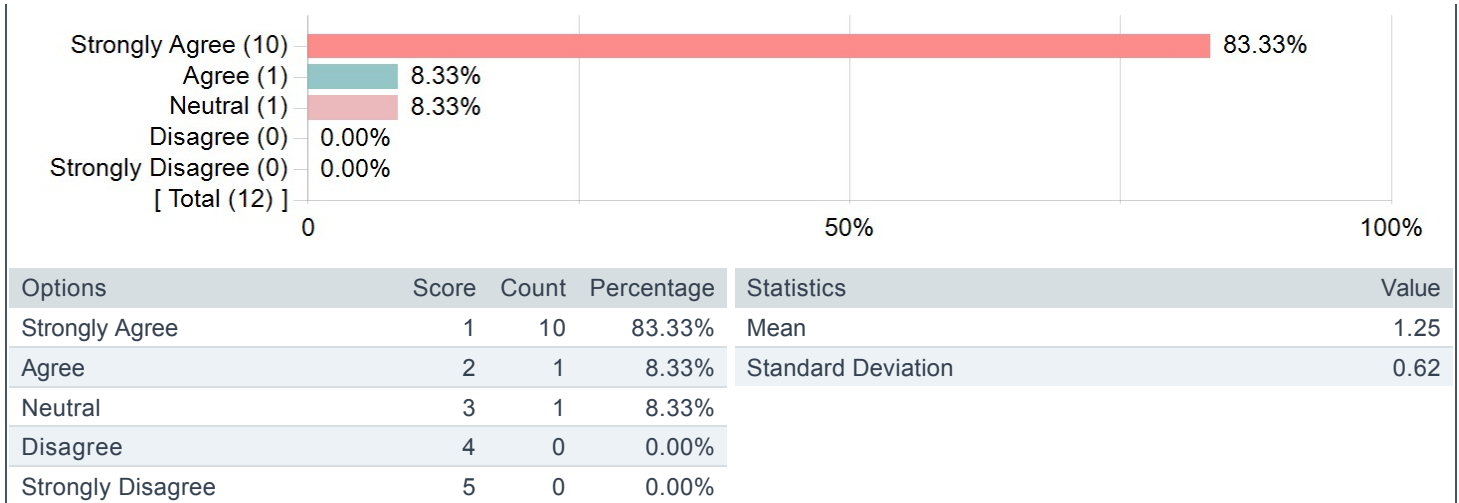 Strongly Agree (10) 83.33%
Agree (1) 8.33%
Neutral (1) 8.33%
Disagree (0) 0.00%
Strongly Disagree (0) 0.00%
[ Total (12) ]
0 50% 100%
Options Score Count Percentage
Strongly Agree 1 10 83.33%
Agree 2 1 8.33%
Neutral 3 1 8.33%
Disagree 4 0 0.00%
Strongly Disagree 5 0 0.00%
Statistics Value
Mean 1.25
Standard Deviation 0.62